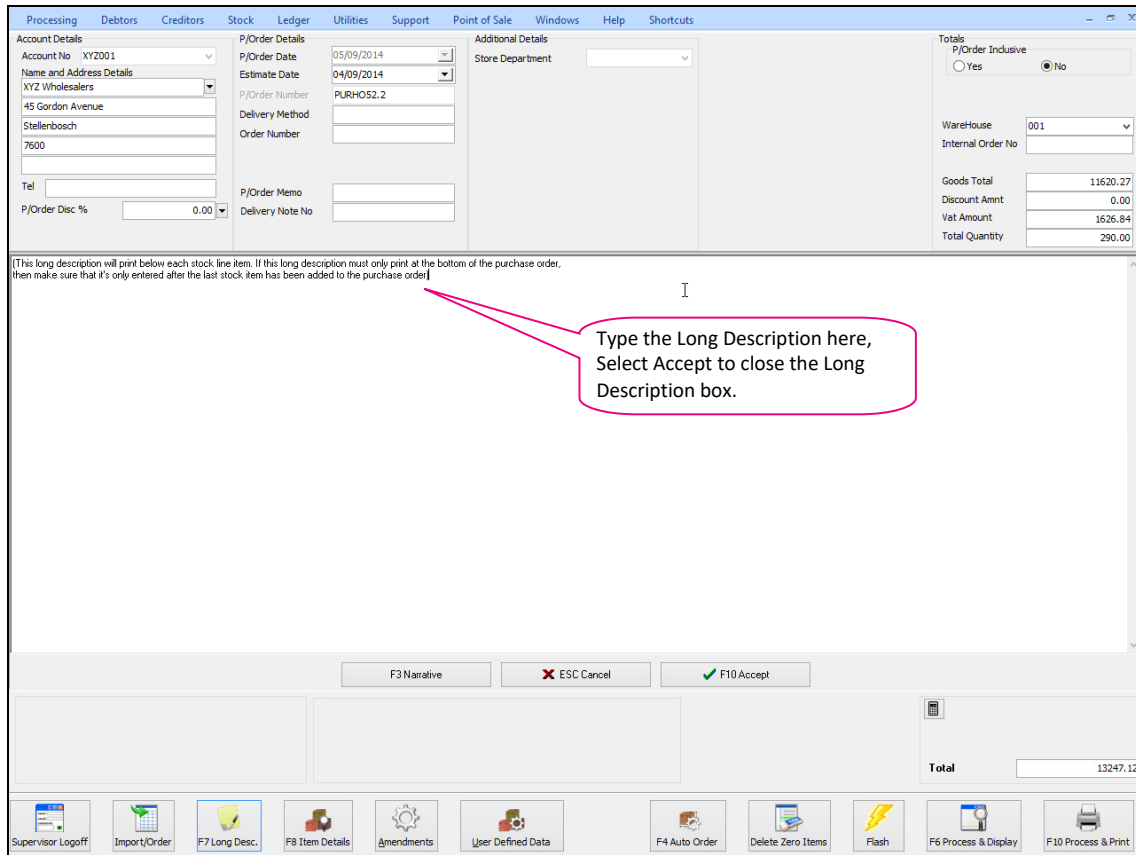 Processing Debtors Creditors Stock Ledger Utilities Support Point of Sale Windows Help Shortcuts
Account Details
Account No XYZ001
Name and Address Details
XYZ Wholesalers
45 Gordon Avenue
Stellenbosch
7600
Tel
P/Order Disc % 0.00
P/Order Details
P/Order Date 05/09/2014
Estimate Date 04/09/2014
P/Order Number PURHO52.2
Delivery Method
Order Number
P/Order Memo
Delivery Note No
Additional Details
Store Department
Totals
P/Order Inclusive
Yes No
WareHouse 001
Internal Order No
Goods Total 11620.27
Discount Amnt 0.00
Vat Amount 1626.84
Total Quantity 290.00
(This long description will print below each stock line item. If this long description must only print at the bottom of the purchase order,
then make sure that it's only entered after the last stock item has been added to the purchase order)
Type the Long Description here,
Select Accept to close the Long
Description box.
F3 Narrative ESC Cancel F10 Accept
Total 13247.12
Supervisor Logoff Import/Order F7 Long Desc. F8 Item Details Amendments User Defined Data F4 Auto Order Delete Zero Items Flash F6 Process & Display F10 Process & Print